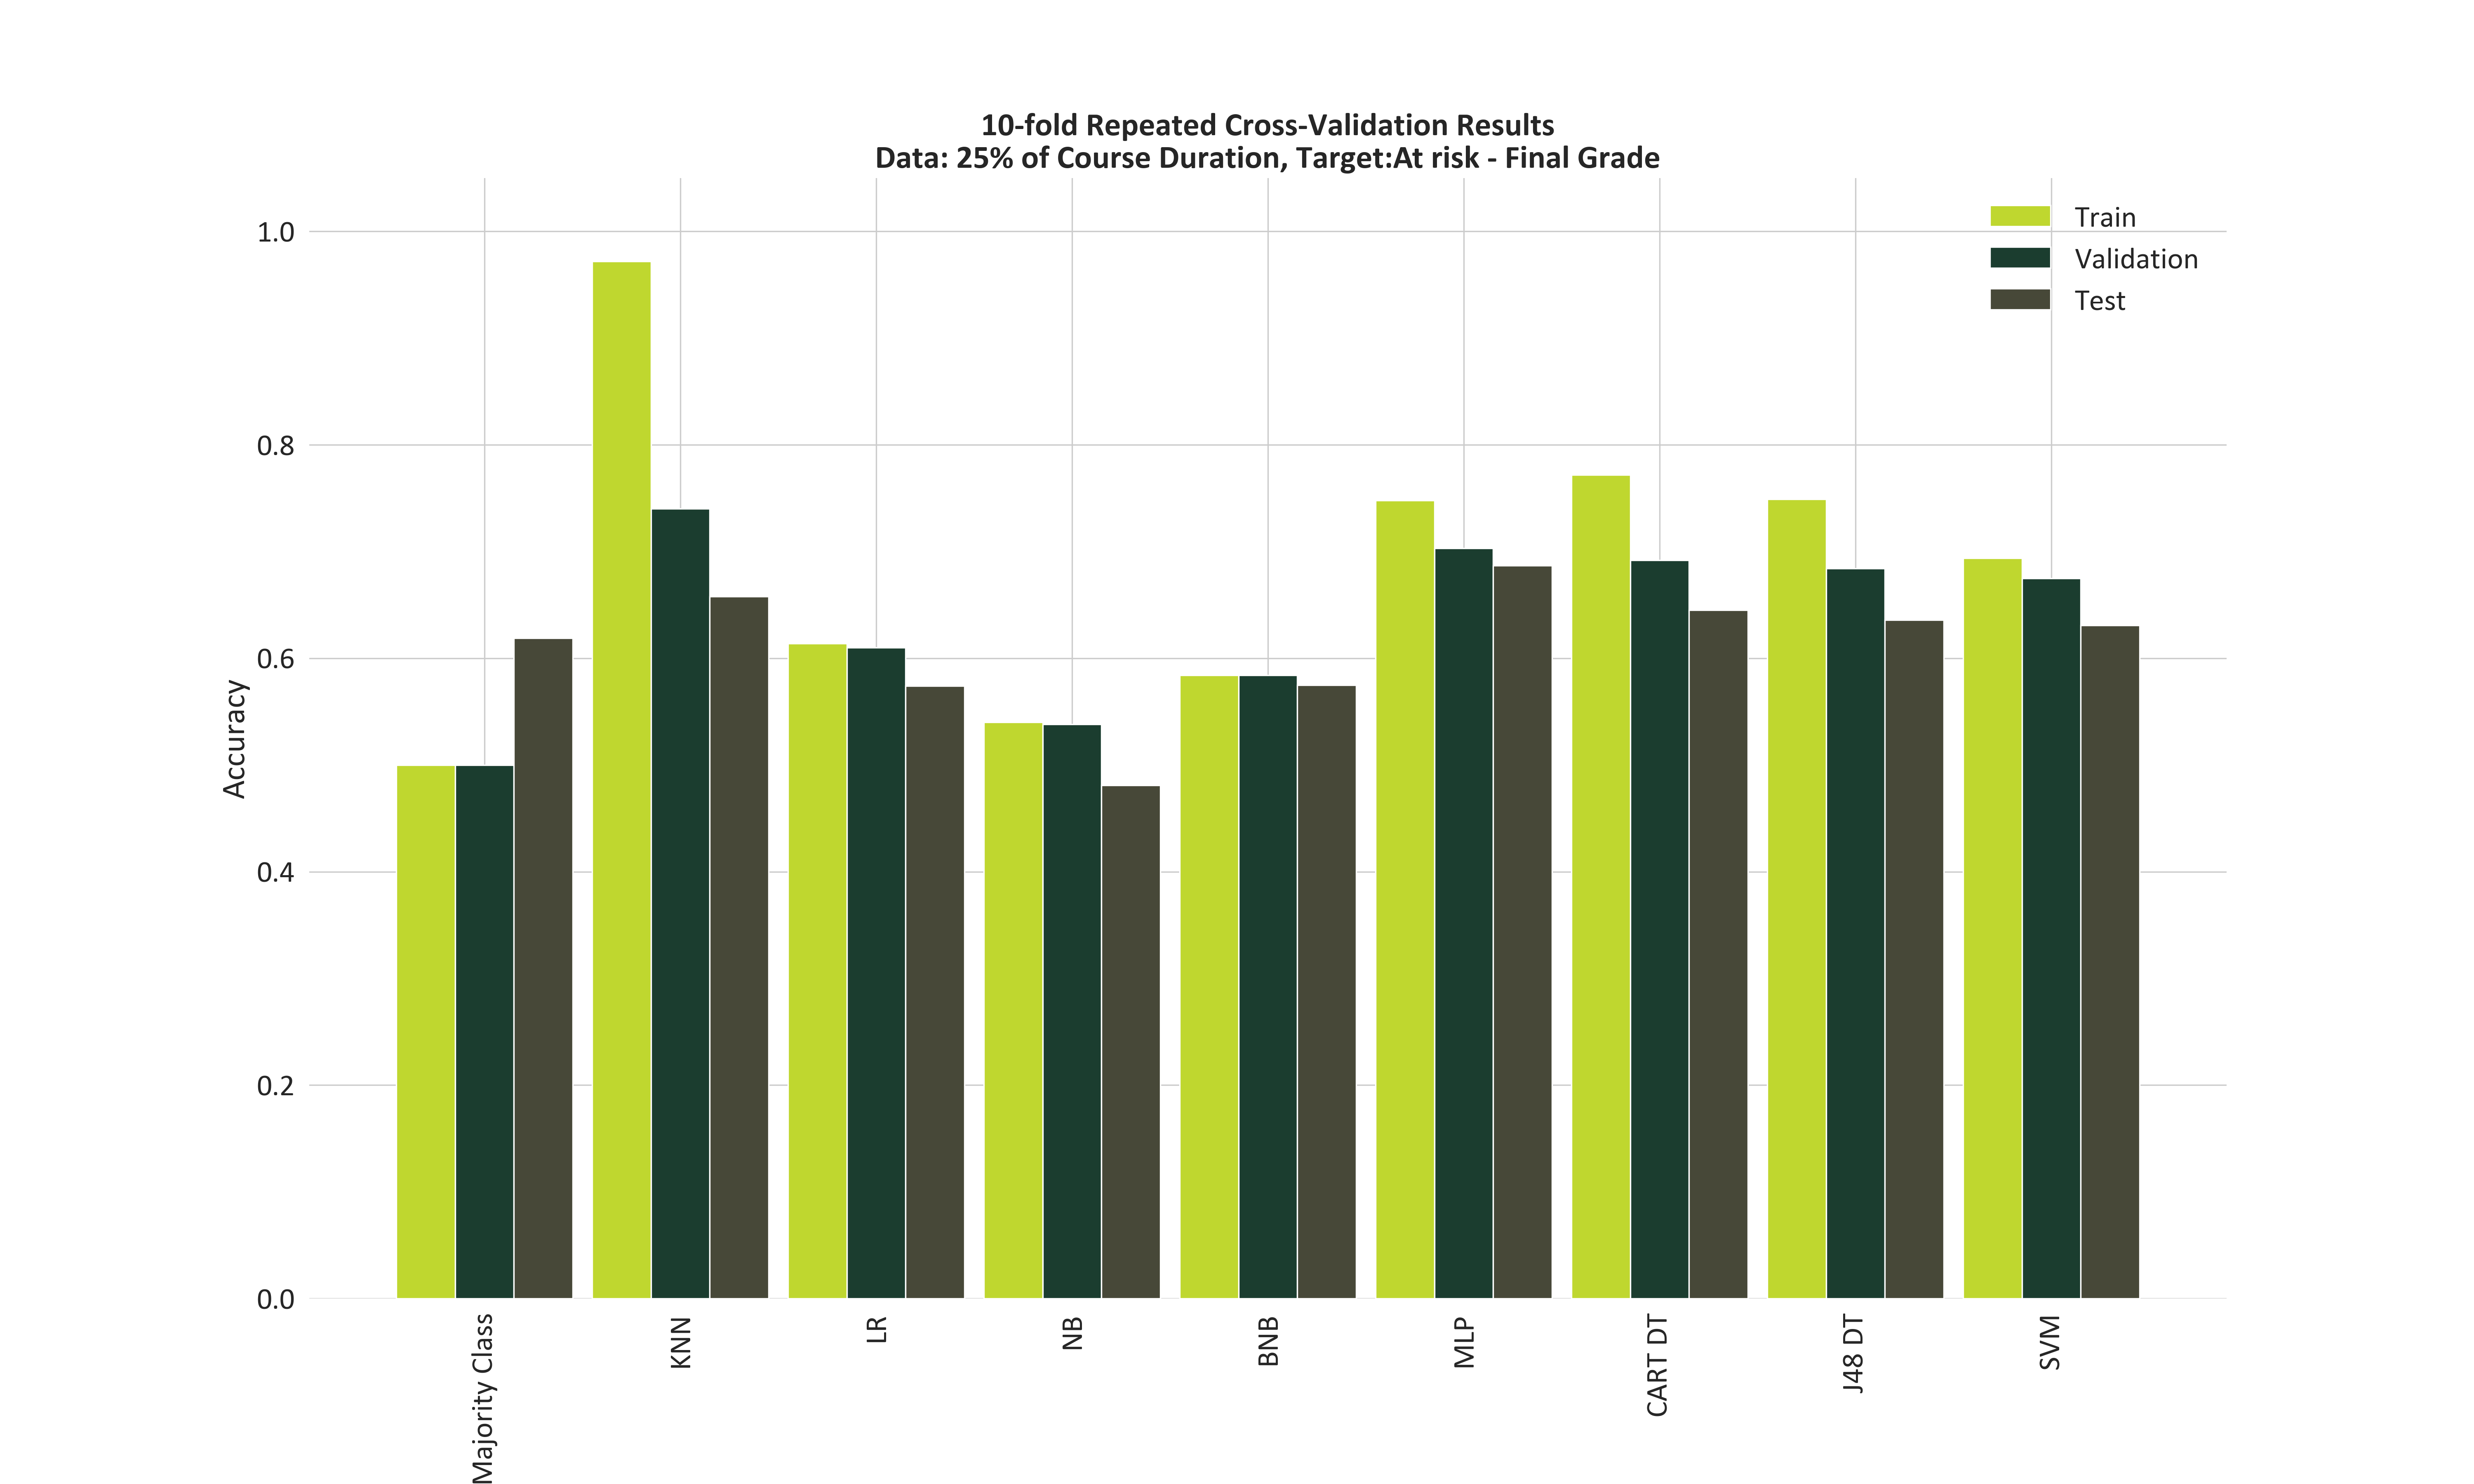 10-fold Repeated Cross-Validation Results
Data: 25% of Course Duration, Target:At risk - Final Grade
Train
Validation
Test
Accuracy
1.0
0.8
0.6
0.4
0.2
0.0
Majority Class
KNN
LR
NB
BNB
MLP
CART DT
J48 DT
SVM